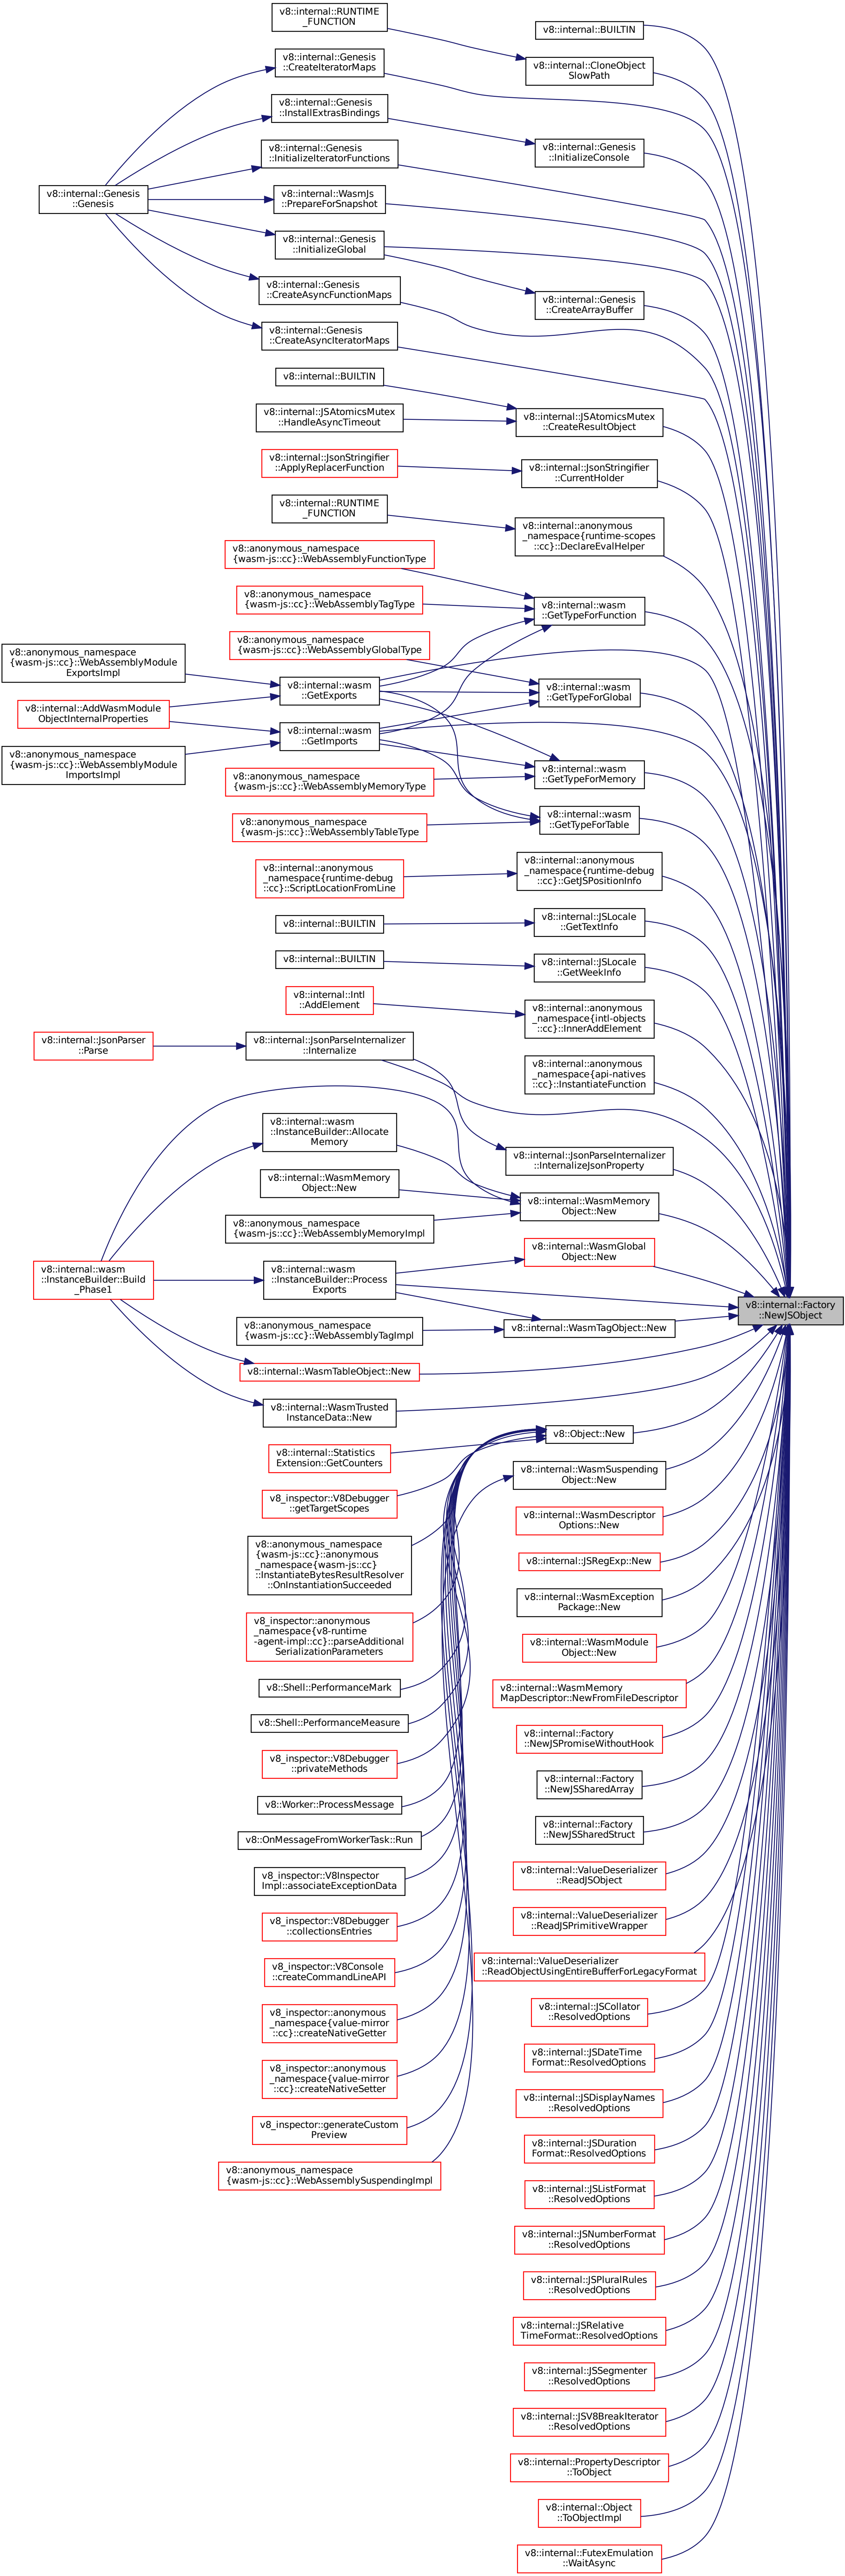 v8::internal::RUNTIME
_FUNCTION
v8::internal::BUILTIN
v8::internal::Genesis
::CreateIteratorMaps
v8::internal::CloneObject
SlowPath
v8::internal::Genesis
::InstallExtrasBindings
v8::internal::Genesis
::InitializeConsole
v8::internal::Genesis
::InitializeIteratorFunctions
v8::internal::Genesis
::Genesis
v8::internal::WasmJs
::PrepareForSnapshot
v8::internal::Genesis
::InitializeGlobal
v8::internal::Genesis
::CreateAsyncFunctionMaps
v8::internal::Genesis
::CreateArrayBuffer
v8::internal::Genesis
::CreateAsyncIteratorMaps
v8::internal::BUILTIN
v8::internal::JSAtomicsMutex
::HandleAsyncTimeout
v8::internal::JSAtomicsMutex
::CreateResultObject
v8::internal::JsonStringifier
::ApplyReplacerFunction
v8::internal::JsonStringifier
::CurrentHolder
v8::internal::RUNTIME
_FUNCTION
v8::internal::anonymous
_namespace{runtime-scopes
::cc}::DeclareEvalHelper
v8::anonymous_namespace
{wasm-js::cc}::WebAssemblyFunctionType
v8::anonymous_namespace
{wasm-js::cc}::WebAssemblyTagType
v8::internal::wasm
::GetTypeForFunction
v8::anonymous_namespace
{wasm-js::cc}::WebAssemblyGlobalType
v8::anonymous_namespace
{wasm-js::cc}::WebAssemblyModule
ExportsImpl
v8::internal::wasm
::GetExports
v8::internal::wasm
::GetTypeForGlobal
v8::internal::AddWasmModule
ObjectInternalProperties
v8::internal::wasm
::GetImports
v8::anonymous_namespace
{wasm-js::cc}::WebAssemblyModule
ImportsImpl
v8::anonymous_namespace
{wasm-js::cc}::WebAssemblyMemoryType
v8::internal::wasm
::GetTypeForMemory
v8::anonymous_namespace
{wasm-js::cc}::WebAssemblyTableType
v8::internal::wasm
::GetTypeForTable
v8::internal::anonymous
_namespace{runtime-debug
::cc}::ScriptLocationFromLine
v8::internal::anonymous
_namespace{runtime-debug
::cc}::GetJSPositionInfo
v8::internal::BUILTIN
v8::internal::JSLocale
::GetTextInfo
v8::internal::BUILTIN
v8::internal::JSLocale
::GetWeekInfo
v8::internal::Intl
::AddElement
v8::internal::anonymous
_namespace{intl-objects
::cc}::InnerAddElement
v8::internal::JsonParser
::Parse
v8::internal::JsonParseInternalizer
::Internalize
v8::internal::anonymous
_namespace{api-natives
::cc}::InstantiateFunction
v8::internal::wasm
::InstanceBuilder::Allocate
Memory
v8::internal::JsonParseInternalizer
::InternalizeJsonProperty
v8::internal::WasmMemory
Object::New
v8::internal::WasmMemory
Object::New
v8::anonymous_namespace
{wasm-js::cc}::WebAssemblyMemoryImpl
v8::internal::wasm
::InstanceBuilder::Build
_Phase1
v8::internal::wasm
::InstanceBuilder::Process
Exports
v8::internal::WasmGlobal
Object::New
v8::internal::Factory
::NewJSObject
v8::anonymous_namespace
{wasm-js::cc}::WebAssemblyTagImpl
v8::internal::WasmTagObject::New
v8::internal::WasmTableObject::New
v8::internal::WasmTrusted
InstanceData::New
v8::Object::New
v8::internal::Statistics
Extension::GetCounters
v8::internal::WasmSuspending
Object::New
v8_inspector::V8Debugger
::getTargetScopes
v8::internal::WasmDescriptor
Options::New
v8::anonymous_namespace
{wasm-js::cc}::anonymous
_namespace{wasm-js::cc}
::InstantiateBytesResultResolver
::OnInstantiationSucceeded
v8::internal::JSRegExp::New
v8::internal::WasmException
Package::New
v8_inspector::anonymous
_namespace{v8-runtime
-agent-impl::cc}::parseAdditional
SerializationParameters
v8::internal::WasmModule
Object::New
v8::Shell::PerformanceMark
v8::internal::WasmMemory
MapDescriptor::NewFromFileDescriptor
v8::Shell::PerformanceMeasure
v8::internal::Factory
::NewJSPromiseWithoutHook
v8_inspector::V8Debugger
::privateMethods
v8::internal::Factory
::NewJSSharedArray
v8::Worker::ProcessMessage
v8::internal::Factory
::NewJSSharedStruct
v8::OnMessageFromWorkerTask::Run
v8_inspector::V8Inspector
Impl::associateExceptionData
v8::internal::ValueDeserializer
::ReadJSObject
v8_inspector::V8Debugger
::collectionsEntries
v8::internal::ValueDeserializer
::ReadJSPrimitiveWrapper
v8_inspector::V8Console
::createCommandLineAPI
v8::internal::ValueDeserializer
::ReadObjectUsingEntireBufferForLegacyFormat
v8_inspector::anonymous
_namespace{value-mirror
::cc}::createNativeGetter
v8::internal::JSCollator
::ResolvedOptions
v8_inspector::anonymous
_namespace{value-mirror
::cc}::createNativeSetter
v8::internal::JSDateTime
Format::ResolvedOptions
v8::internal::JSDisplayNames
::ResolvedOptions
v8_inspector::generateCustom
Preview
v8::internal::JSDuration
Format::ResolvedOptions
v8::anonymous_namespace
{wasm-js::cc}::WebAssemblySuspendingImpl
v8::internal::JSListFormat
::ResolvedOptions
v8::internal::JSNumberFormat
::ResolvedOptions
v8::internal::JSPluralRules
::ResolvedOptions
v8::internal::JSRelative
TimeFormat::ResolvedOptions
v8::internal::JSSegmenter
::ResolvedOptions
v8::internal::JSV8BreakIterator
::ResolvedOptions
v8::internal::PropertyDescriptor
::ToObject
v8::internal::Object
::ToObjectImpl
v8::internal::FutexEmulation
::WaitAsync